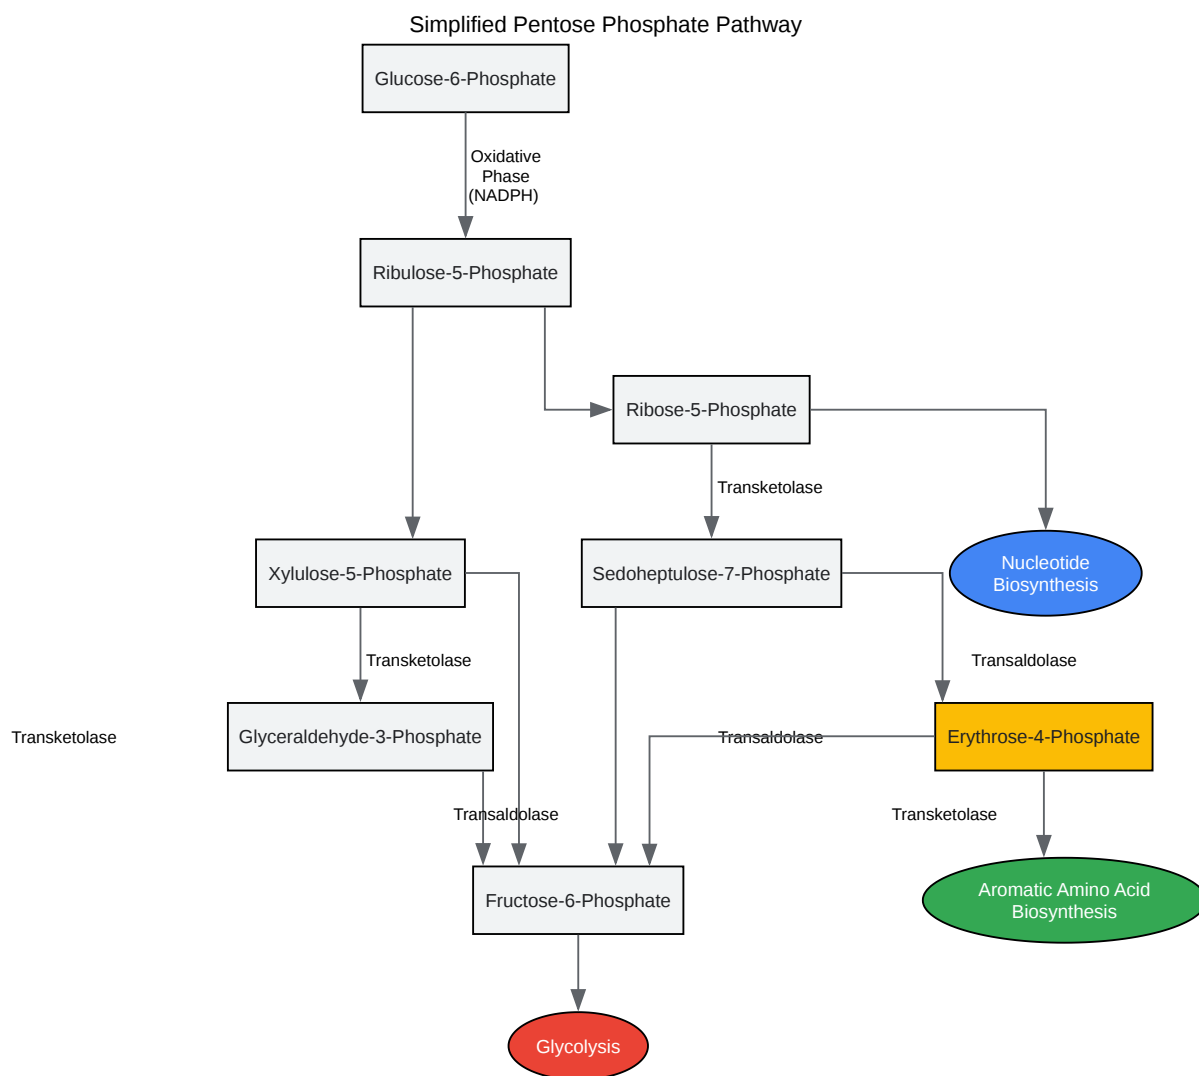 Simplified Pentose Phosphate Pathway
Glucose-6-Phosphate
Oxidative
Phase
(NADPH)
Ribulose-5-Phosphate
Ribose-5-Phosphate
Transketolase
Xylulose-5-Phosphate
Sedoheptulose-7-Phosphate
Nucleotide
Biosynthesis
Transketolase
Transaldolase
Transketolase
Glyceraldehyde-3-Phosphate
Transaldolase
Erythrose-4-Phosphate
Transaldolase
Transketolase
Fructose-6-Phosphate
Aromatic Amino Acid
Biosynthesis
Glycolysis